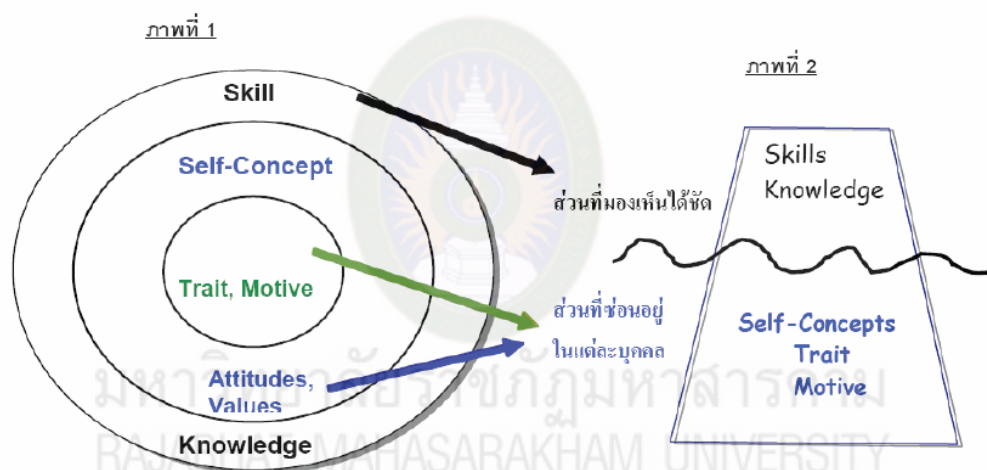 ภาพที่ 1
Skill
Self-Concept
Trait, Motive
Attitudes,
Values
Knowledge
ส่วนที่มองเห็นได้ชัด
ส่วนที่ซ่อนอยู่
ในแต่ละบุคคล
ภาพที่ 2
Skills
Knowledge
Self-Concepts
Trait
Motive
มหาวิทยาลัยราชภัฏมหาสารคาม
RAJABHAT MAHASARAKHAM UNIVERSITY